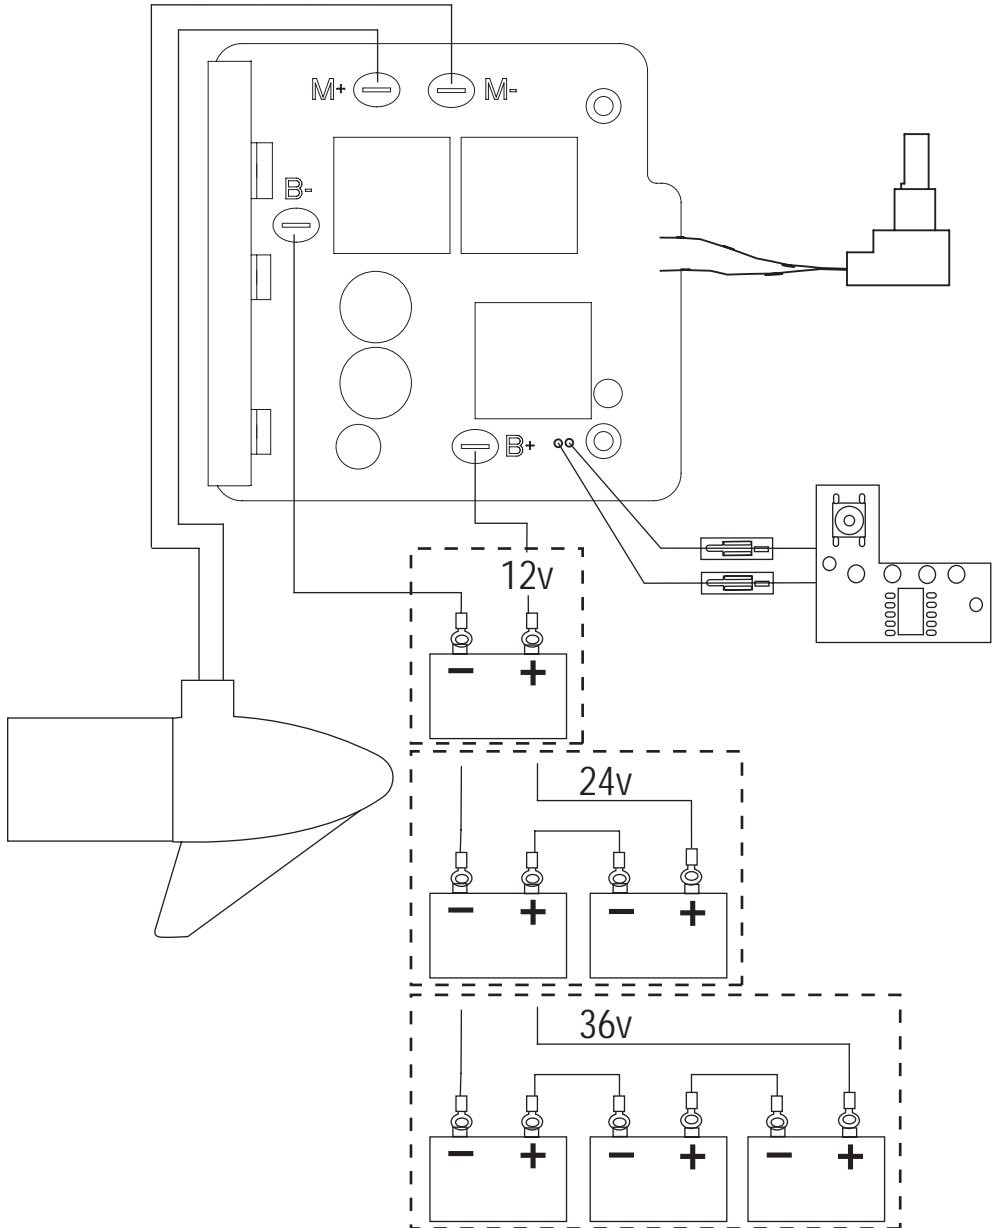 M+ M-
B-
B+
12v
- +
24v
- + - +
36v
- + - + - +